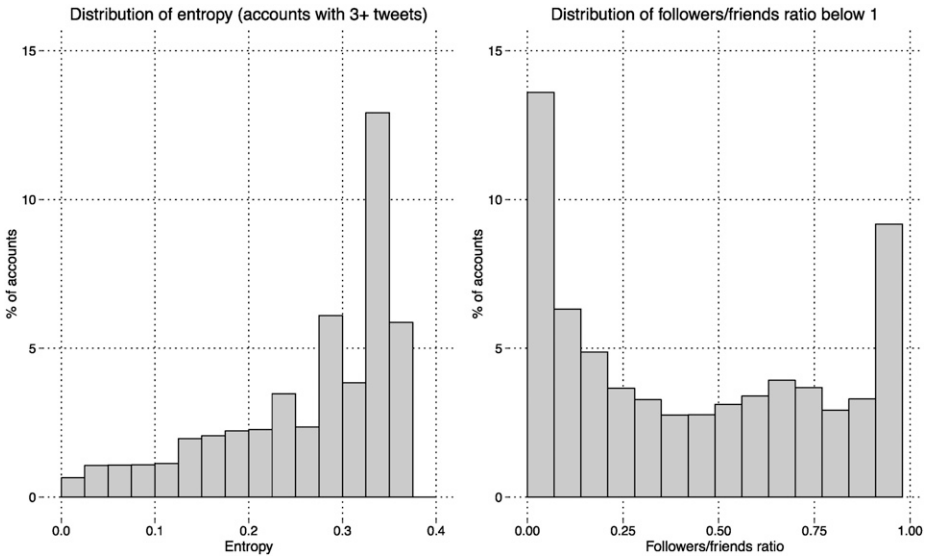 Distribution of entropy (accounts with 3+ tweets)
15
10
5
0
% of accounts
0.0 0.1 0.2 0.3 0.4
Entropy
Distribution of followers/friends ratio below 1
15
10
5
0
% of accounts
0.00 0.25 0.50 0.75 1.00
Followers/friends ratio